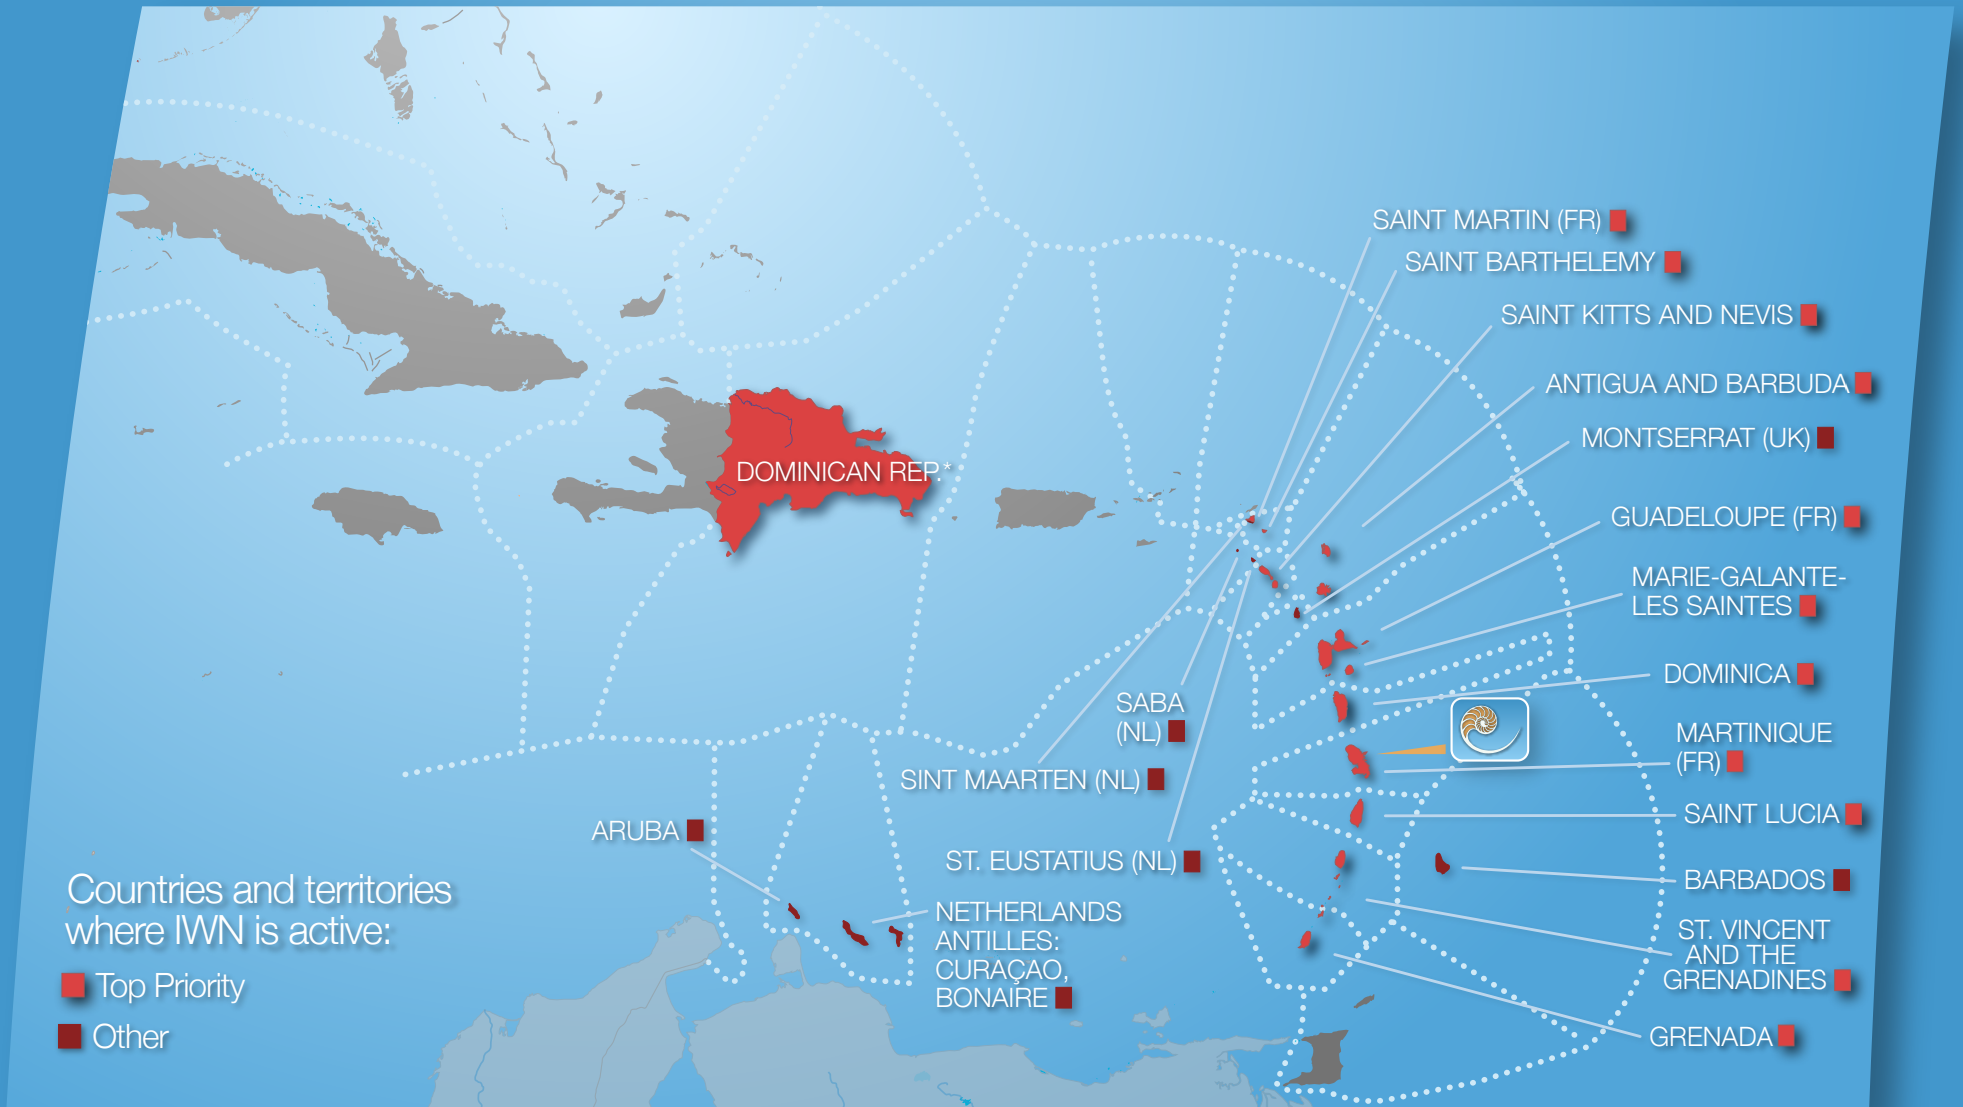 SAINT MARTIN (FR)
SAINT BARTHELEMY
SAINT KITTS AND NEVIS
ANTIGUA AND BARBUDA
MONTSERRAT (UK)
DOMINICAN REP.*
GUADELOUPE (FR)
MARIE-GALANTE-
LES SAINTES
DOMINICA
SABA
(NL)
MARTINIQUE
(FR)
SINT MAARTEN (NL)
SAINT LUCIA
ARUBA
ST. EUSTATIUS (NL)
BARBADOS
NETHERLANDS
ANTILLES:
CURAÇAO,
BONAIRE
ST. VINCENT
AND THE
GRENADINES
GRENADA
Countries and territories
where IWN is active:
Top Priority
Other